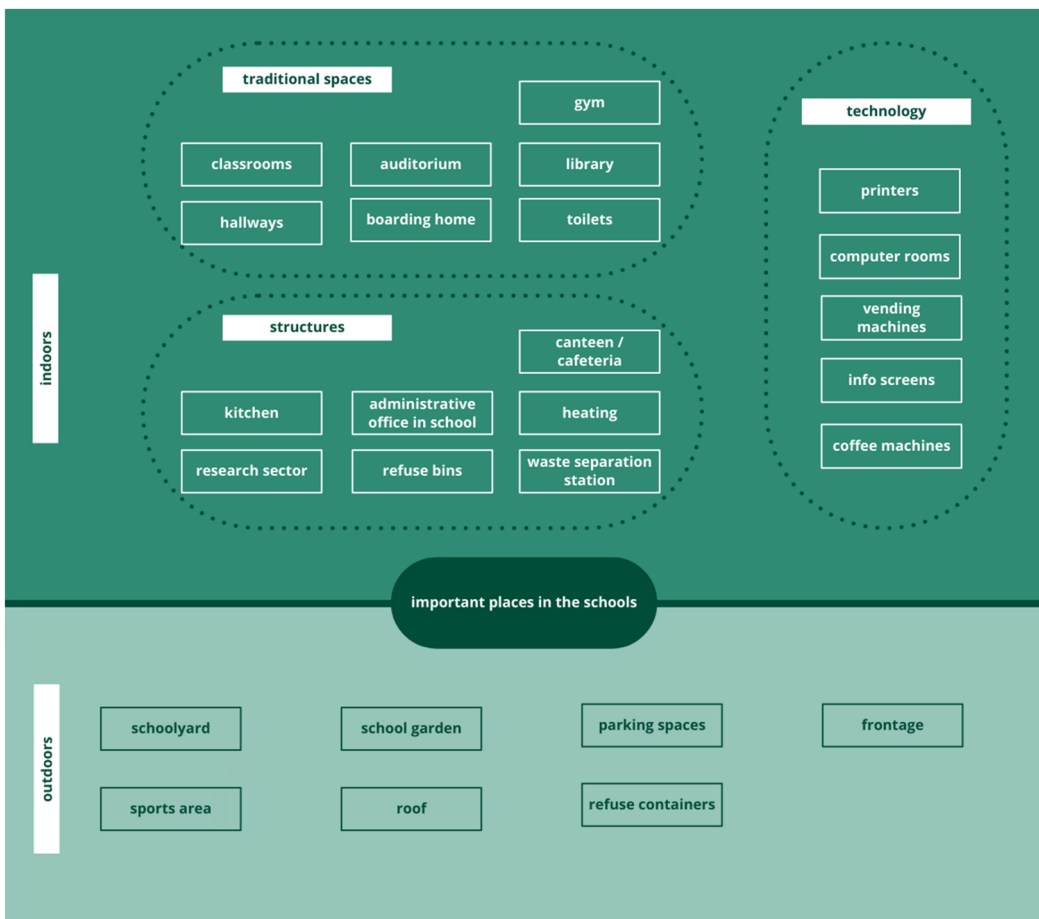 indoors
traditional spaces
gym
classrooms
auditorium
library
hallways
boarding home
toilets
structures
canteen /
cafeteria
kitchen
administrative
office in school
heating
research sector
refuse bins
waste separation
station
technology
printers
computer rooms
vending
machines
info screens
coffee machines
important places in the schools
outdoors
schoolyard
school garden
parking spaces
frontage
sports area
roof
refuse containers